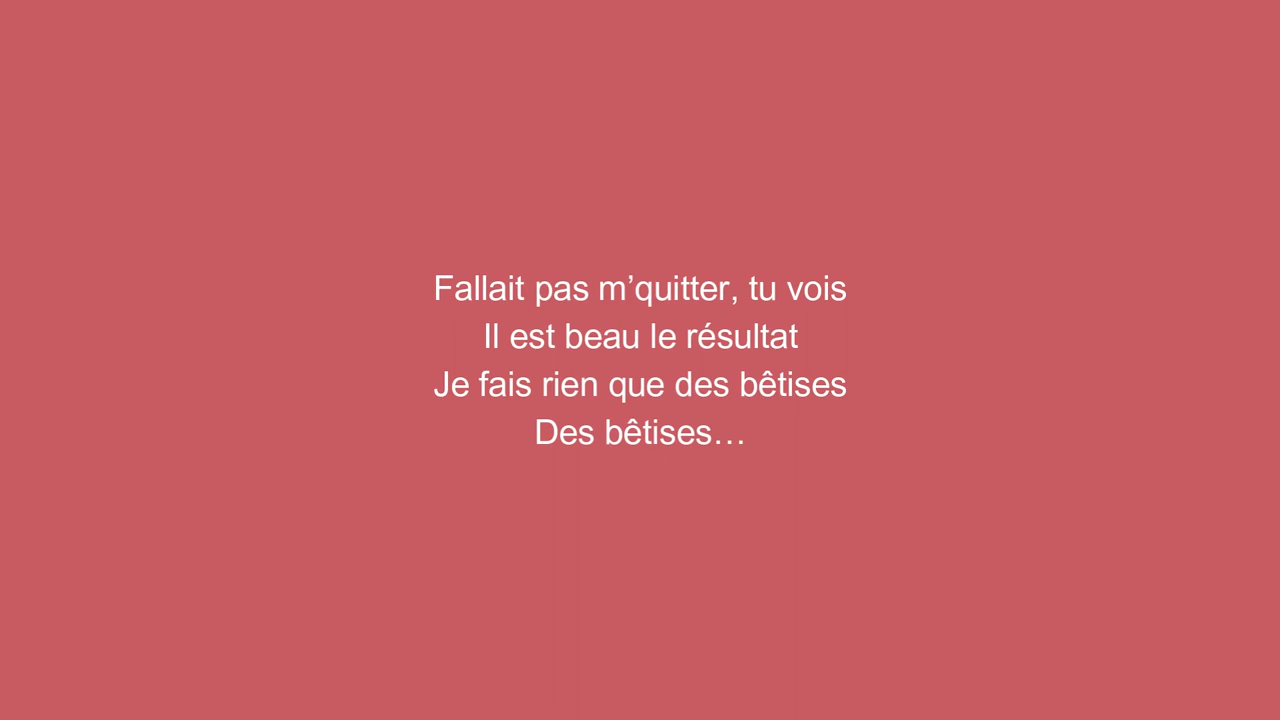 Fallait pas m’quitter, tu vois
Il est beau le résultat
Je fais rien que des bêtises
Des bêtises…